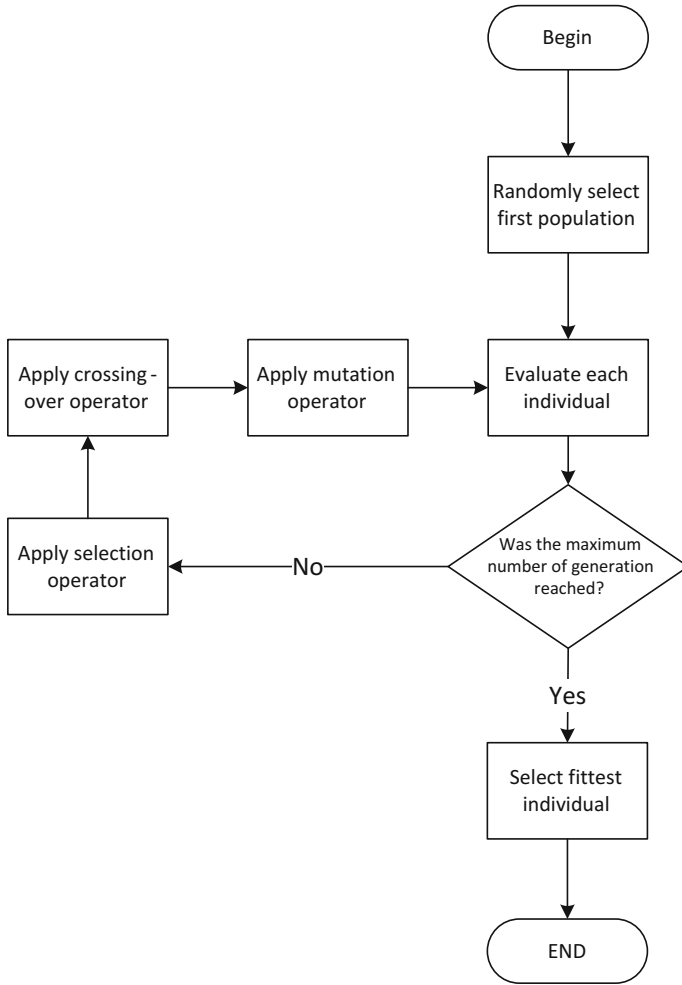 Begin
Randomly select
first population
Apply crossing -
over operator
Apply mutation
operator
Evaluate each
individual
Apply selection
operator
No
Was the maximum
number of generation
reached?
Yes
Select fittest
individual
END